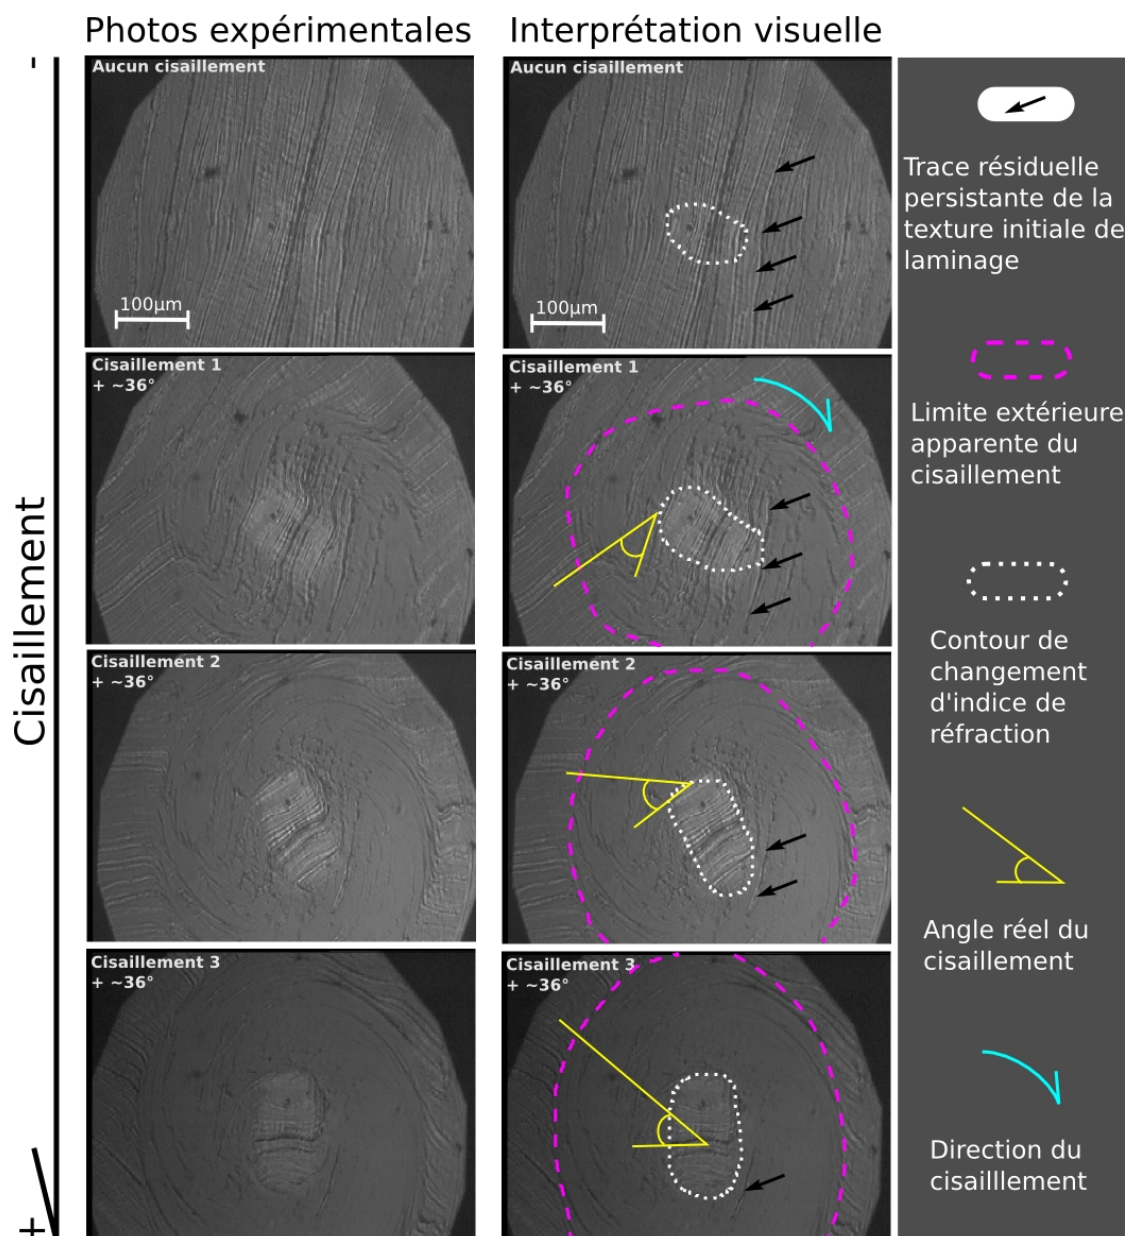 Photos expérimentales
Interprétation visuelle
-
Cisaillement
+
Aucun cisaillement
100µm
Aucun cisaillement
100µm
Cisaillement 1
+ ~36°
Cisaillement 1
+ ~36°
Cisaillement 2
+ ~36°
Cisaillement 2
+ ~36°
Cisaillement 3
+ ~36°
Cisaillement 3
+ ~36°
Trace résiduelle
persistante de la
texture initiale de
laminage
Limite extérieure
apparente du
cisaillement
Contour de
changement
d'indice de
réfraction
Angle réel du
cisaillement
Direction du
cisailllement